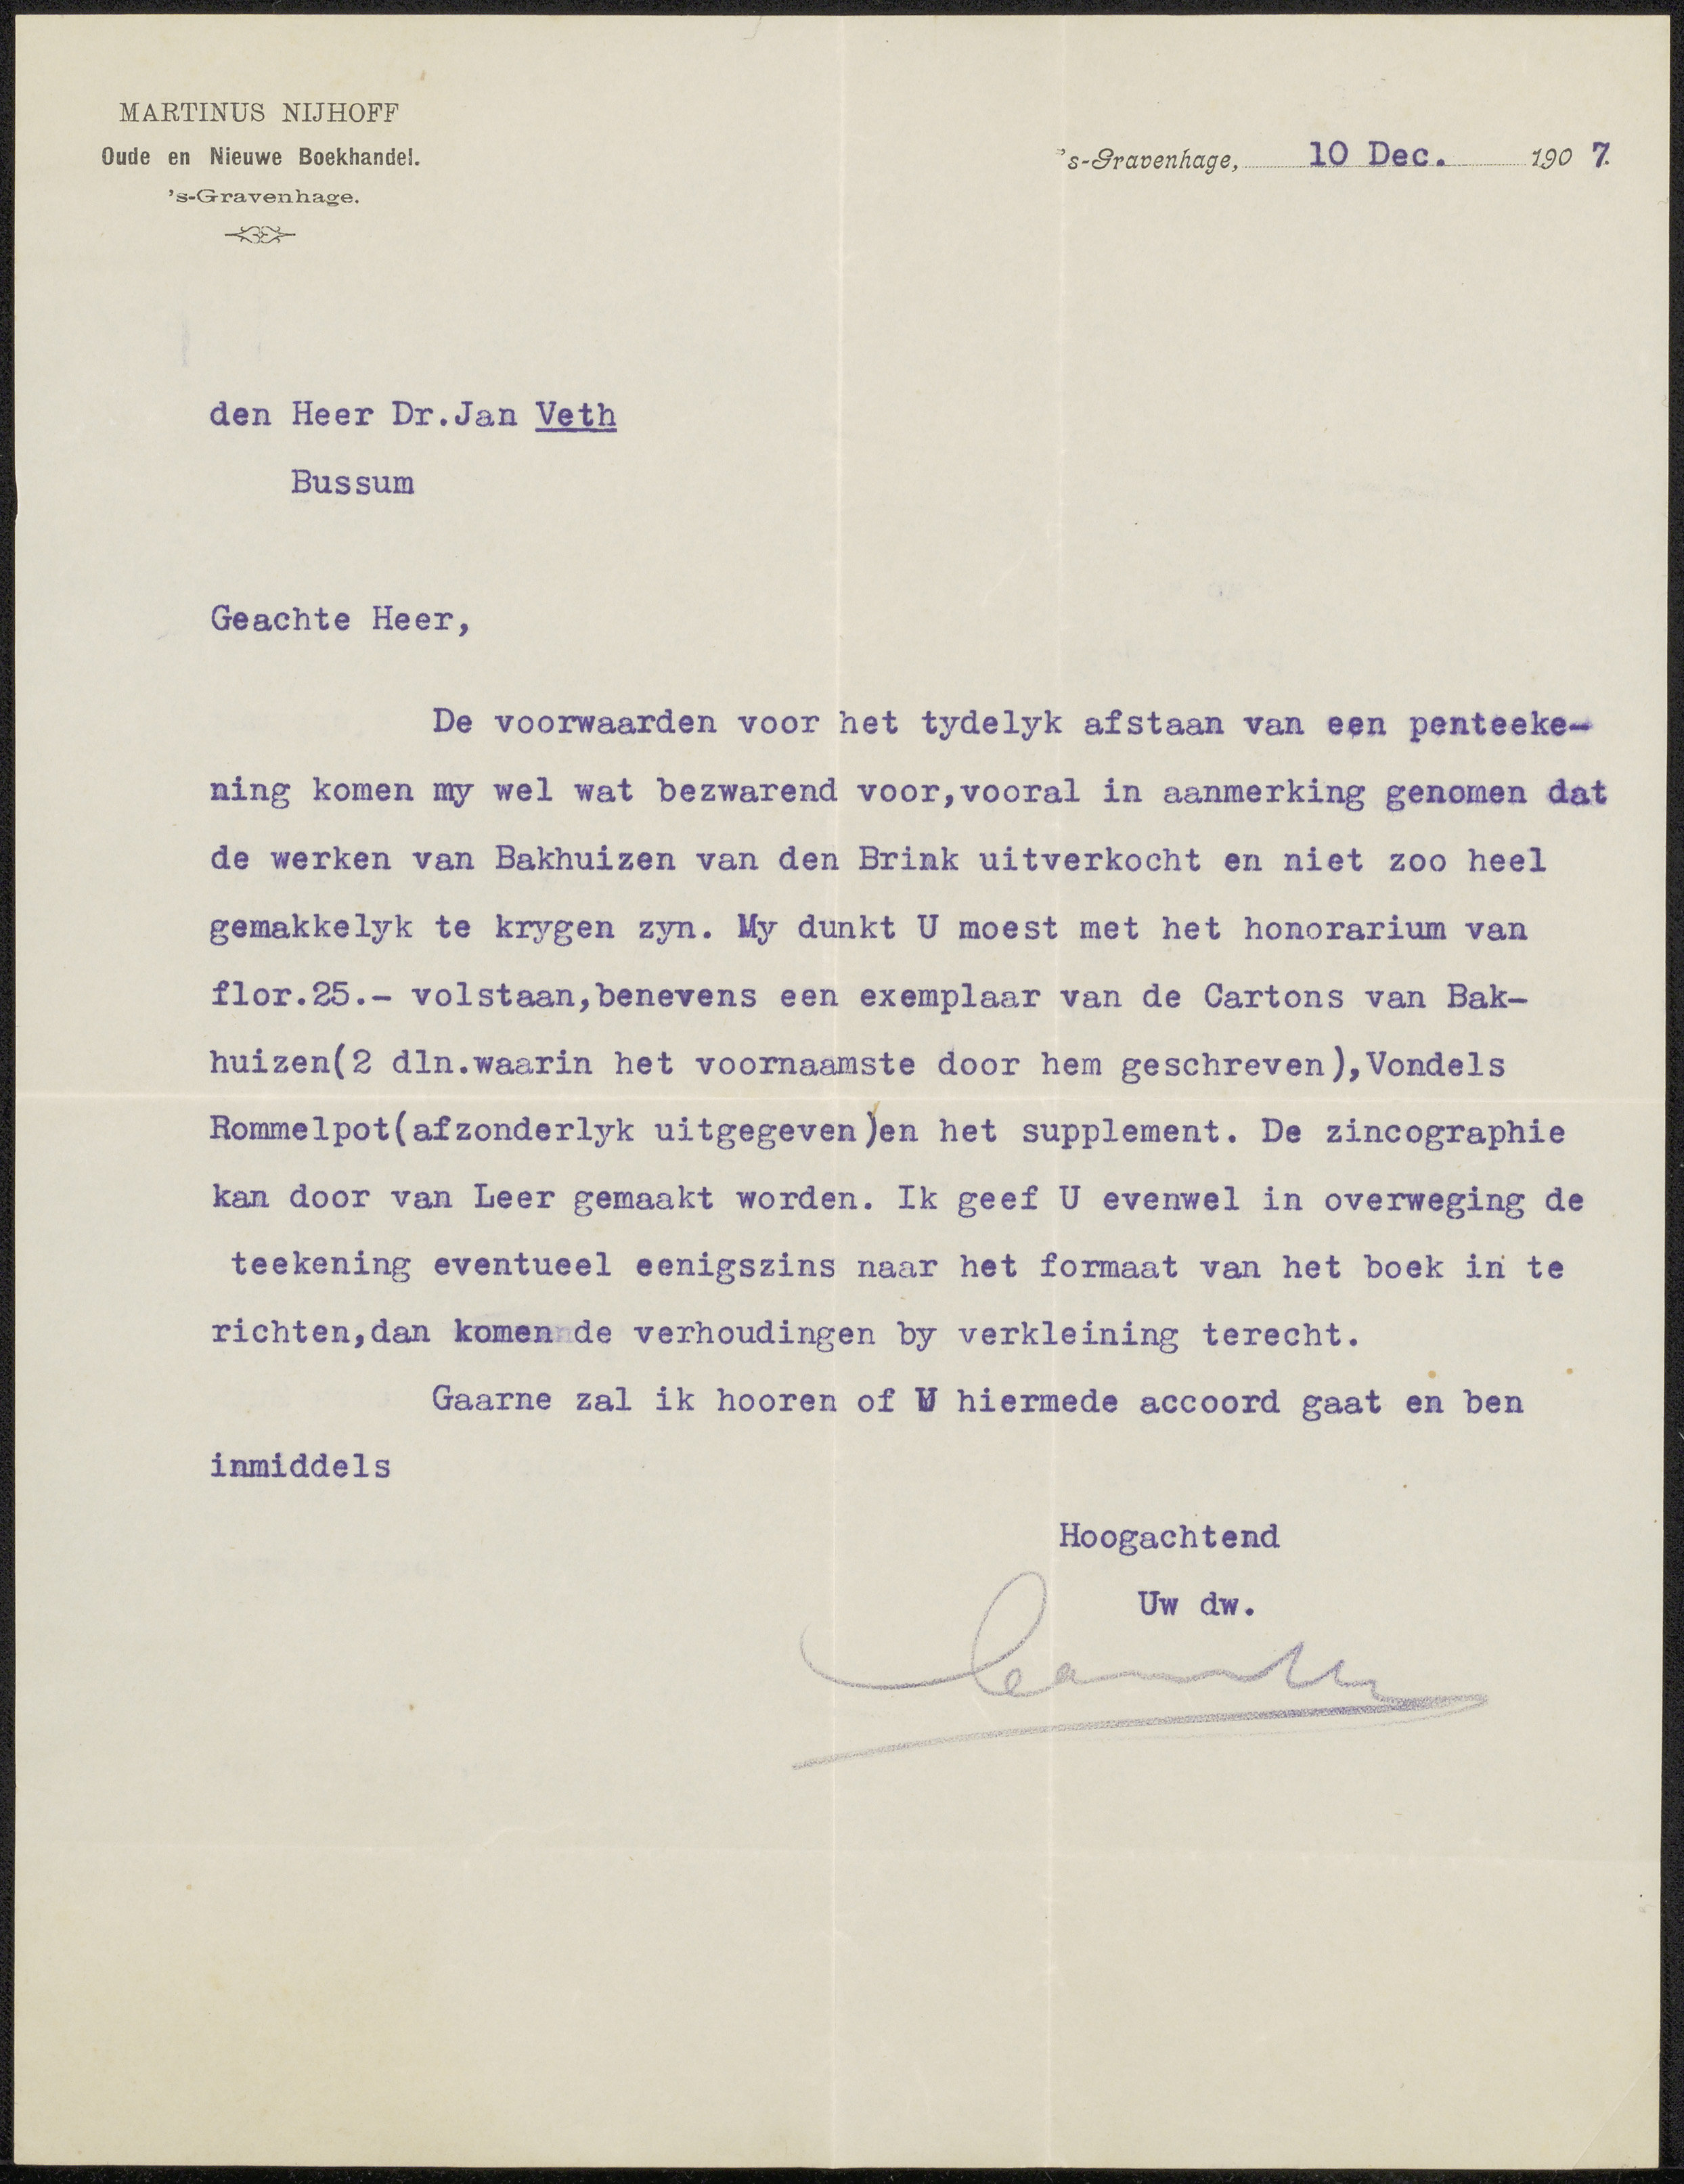 MARTINUS NIJHOFF
Oude en Nieuwe Boekhandel.
's-Gravenhage.
's-Gravenhage, 10 Dec. 190 7.
den Heer Dr.Jan Veth
Bussum
Geachte Heer,
De voorwaarden voor het tydelyk afstaan van een penteeke-
ning komen my wel wat bezwarend voor,vooral in aanmerking genomen dat
de werken van Bakhuizen van den Brink uitverkocht en niet zoo heel
gemakkelyk te krygen zyn. My dunkt U moest met het honorarium van
flor.25.- volstaan,benevens een exemplaar van de Cartons van Bak-
huizen(2 dln.waarin het voornaamste door hem geschreven),Vondels
Rommelpot(afzonderlyk uitgegeven)en het supplement. De zincographie
kan door van Leer gemaakt worden. Ik geef U evenwel in overweging de
teekening eventueel eenigszins naar het formaat van het boek in te
richten,dan komen de verhoudingen by verkleining terecht.
Gaarne zal ik hooren of U hiermede accoord gaat en ben
inmiddels
Hoogachtend
Uw dw.